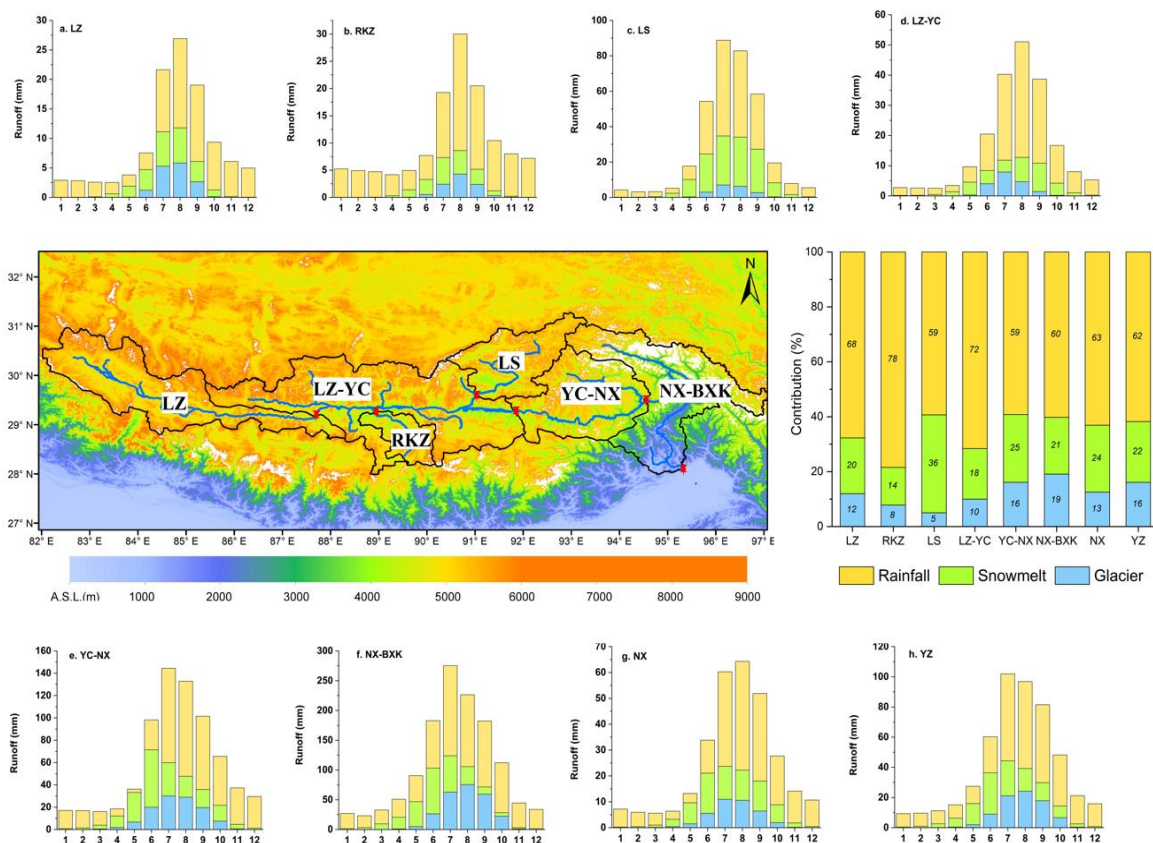 a. LZ
Runoff (mm)
30
25
20
15
10
5
0
1 2 3 4 5 6 7 8 9 10 11 12
b. RKZ
Runoff (mm)
30
25
20
15
10
5
0
1 2 3 4 5 6 7 8 9 10 11 12
c. LS
Runoff (mm)
100
80
60
40
20
0
1 2 3 4 5 6 7 8 9 10 11 12
d. LZ-YC
Runoff (mm)
60
50
40
30
20
10
0
1 2 3 4 5 6 7 8 9 10 11 12
32° N
31° N
30° N
29° N
28° N
27° N
N
LS
LZ-YC
YC-NX
NX-BXK
LZ
RKZ
82° E 83° E 84° E 85° E 86° E 87° E 88° E 89° E 90° E 91° E 92° E 93° E 94° E 95° E 96° E 97° E
A.S.L.(m) 1000 2000 3000 4000 5000 6000 7000 8000 9000
Contribution (%)
100
80
60
40
20
0
68 78 59 72 59 60 63 62
20 14 36 18 25 21 24 22
12 8 5 10 16 19 13 16
LZ RKZ LS LZ-YC YC-NX NX-BXK NX YZ
Rainfall Snowmelt Glacier
e. YC-NX
Runoff (mm)
160
140
120
100
80
60
40
20
0
1 2 3 4 5 6 7 8 9 10 11 12
f. NX-BXK
Runoff (mm)
300
250
200
150
100
50
0
1 2 3 4 5 6 7 8 9 10 11 12
g. NX
Runoff (mm)
70
60
50
40
30
20
10
0
1 2 3 4 5 6 7 8 9 10 11 12
h. YZ
Runoff (mm)
120
100
80
60
40
20
0
1 2 3 4 5 6 7 8 9 10 11 12